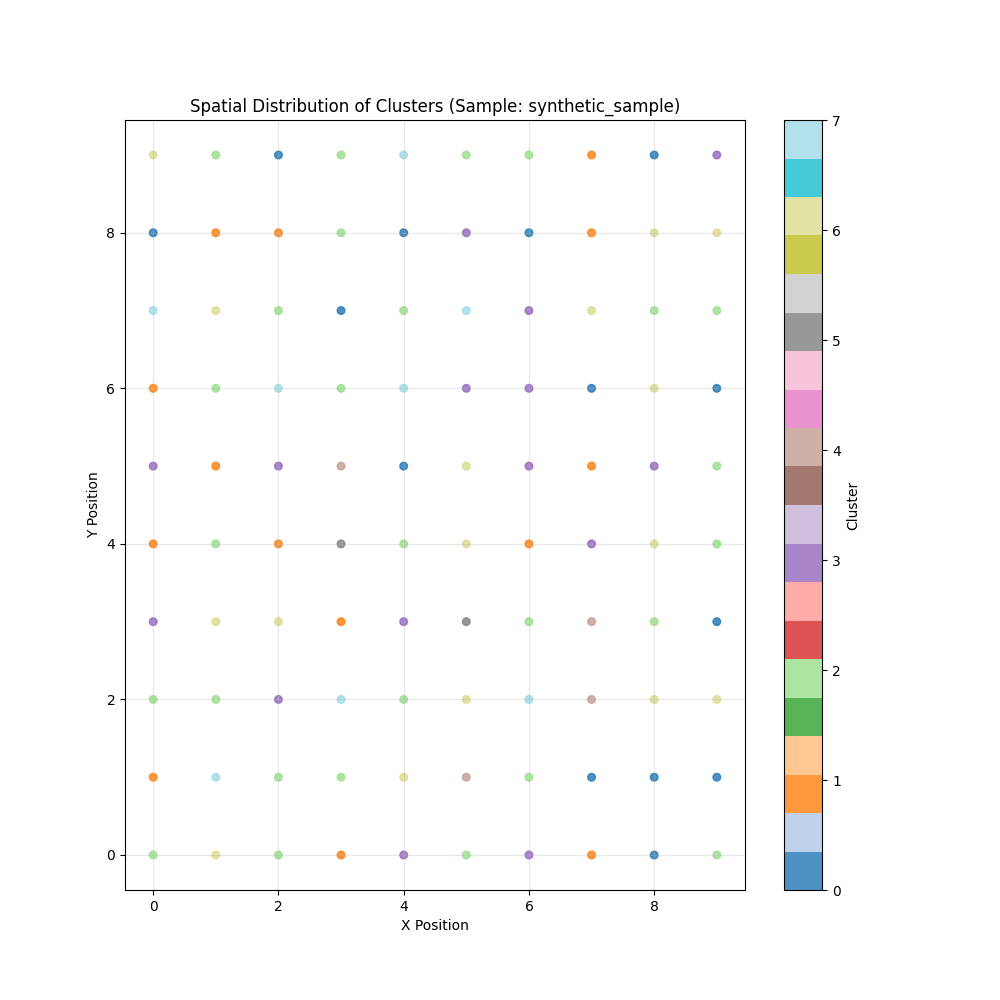 Spatial Distribution of Clusters (Sample: synthetic_sample)
Y Position
8
6
4
2
0
0 2 4 6 8
X Position
7
6
5
4
3
2
1
0
Cluster